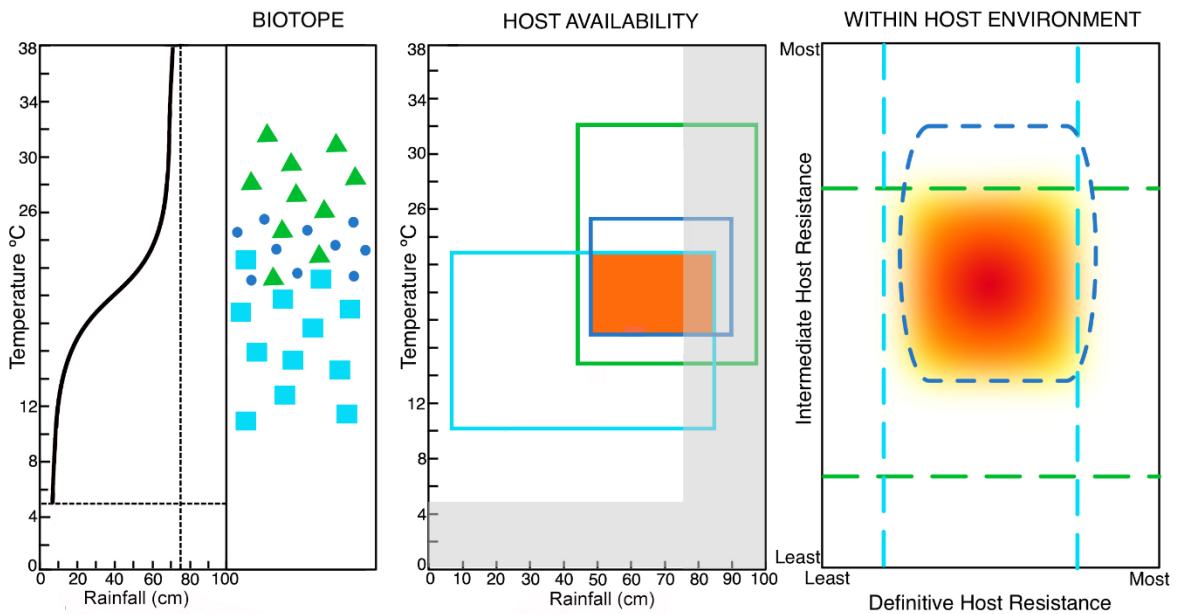 BIOTOPE
HOST AVAILABILITY
WITHIN HOST ENVIRONMENT
Temperature ºC
38
34
30
26
12
8
4
0
0
20
40
60
80
100
Rainfall (cm)
Temperature ºC
38
34
30
26
12
8
4
0
0
10
20
30
40
50
60
70
80
90
100
Rainfall (cm)
Most
Intermediate Host Resistance
Least
Least
Most
Definitive Host Resistance